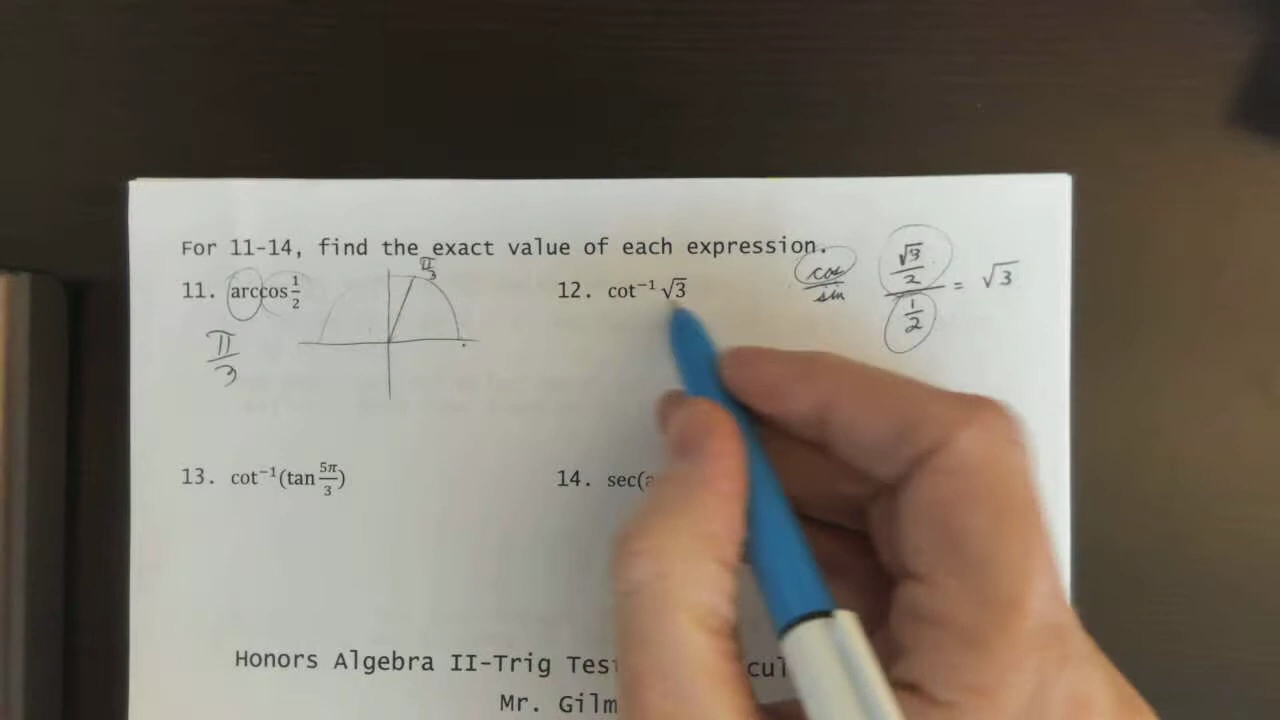 For 11-14, find the exact value of each expression.
11. arccos 1/2
π/3
π/3
12. cot⁻¹ √3
cos/sin
(√3/2)/(1/2) = √3
13. cot⁻¹(tan 5π/3)
14. sec(
Honors Algebra II-Trig
Mr.